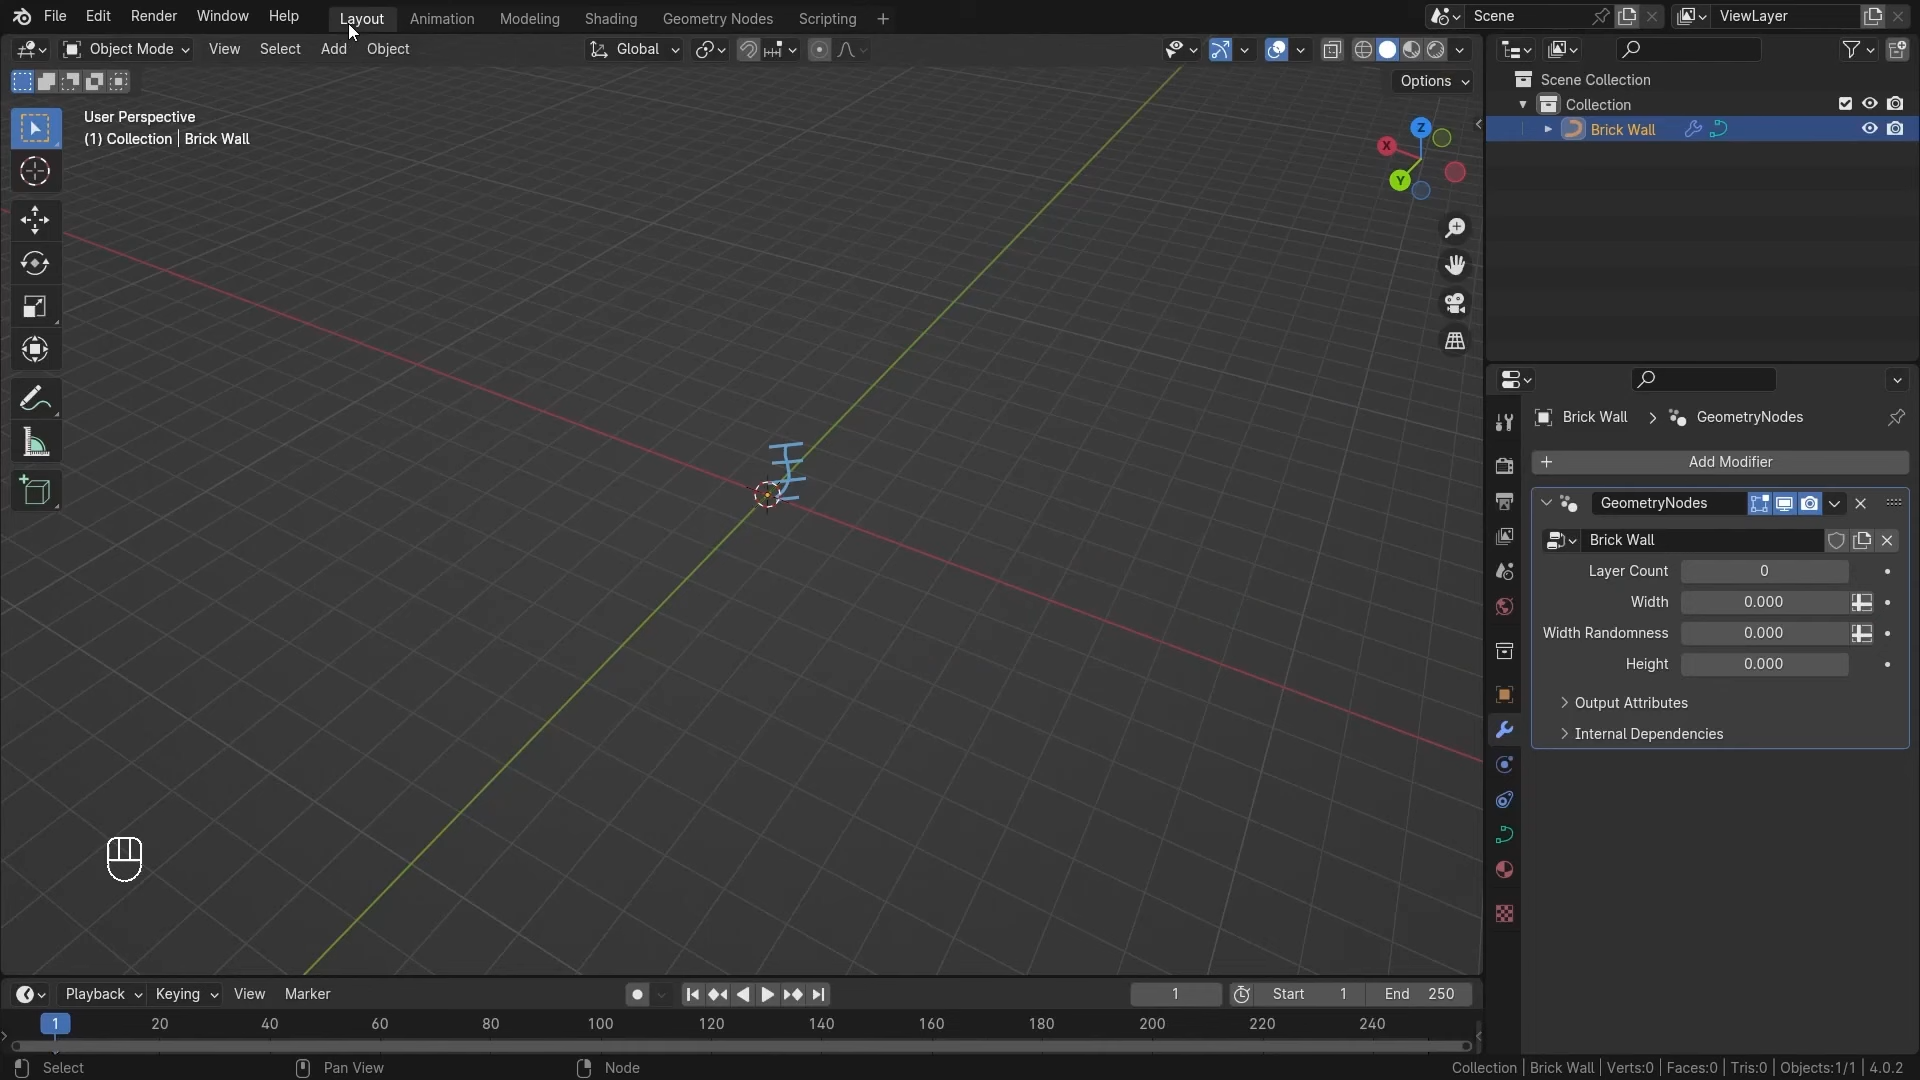 File Edit Render Window Help Layout Animation Modeling Shading Geometry Nodes Scripting Scene ViewLayer
Object Mode View Select Add Object Global
Options
User Perspective
(1) Collection | Brick Wall
Z
X
Y
Scene Collection
Collection
Brick Wall
Brick Wall GeometryNodes
Add Modifier
GeometryNodes
Brick Wall
Layer Count 0
Width 0.000
Width Randomness 0.000
Height 0.000
Output Attributes
Internal Dependencies
Playback Keying View Marker 1 Start 1 End 250
1 20 40 60 80 100 120 140 160 180 200 220 240
Select Pan View Node Collection | Brick Wall | Verts:0 | Faces:0 | Tris:0 | Objects:1/1 | 4.0.2